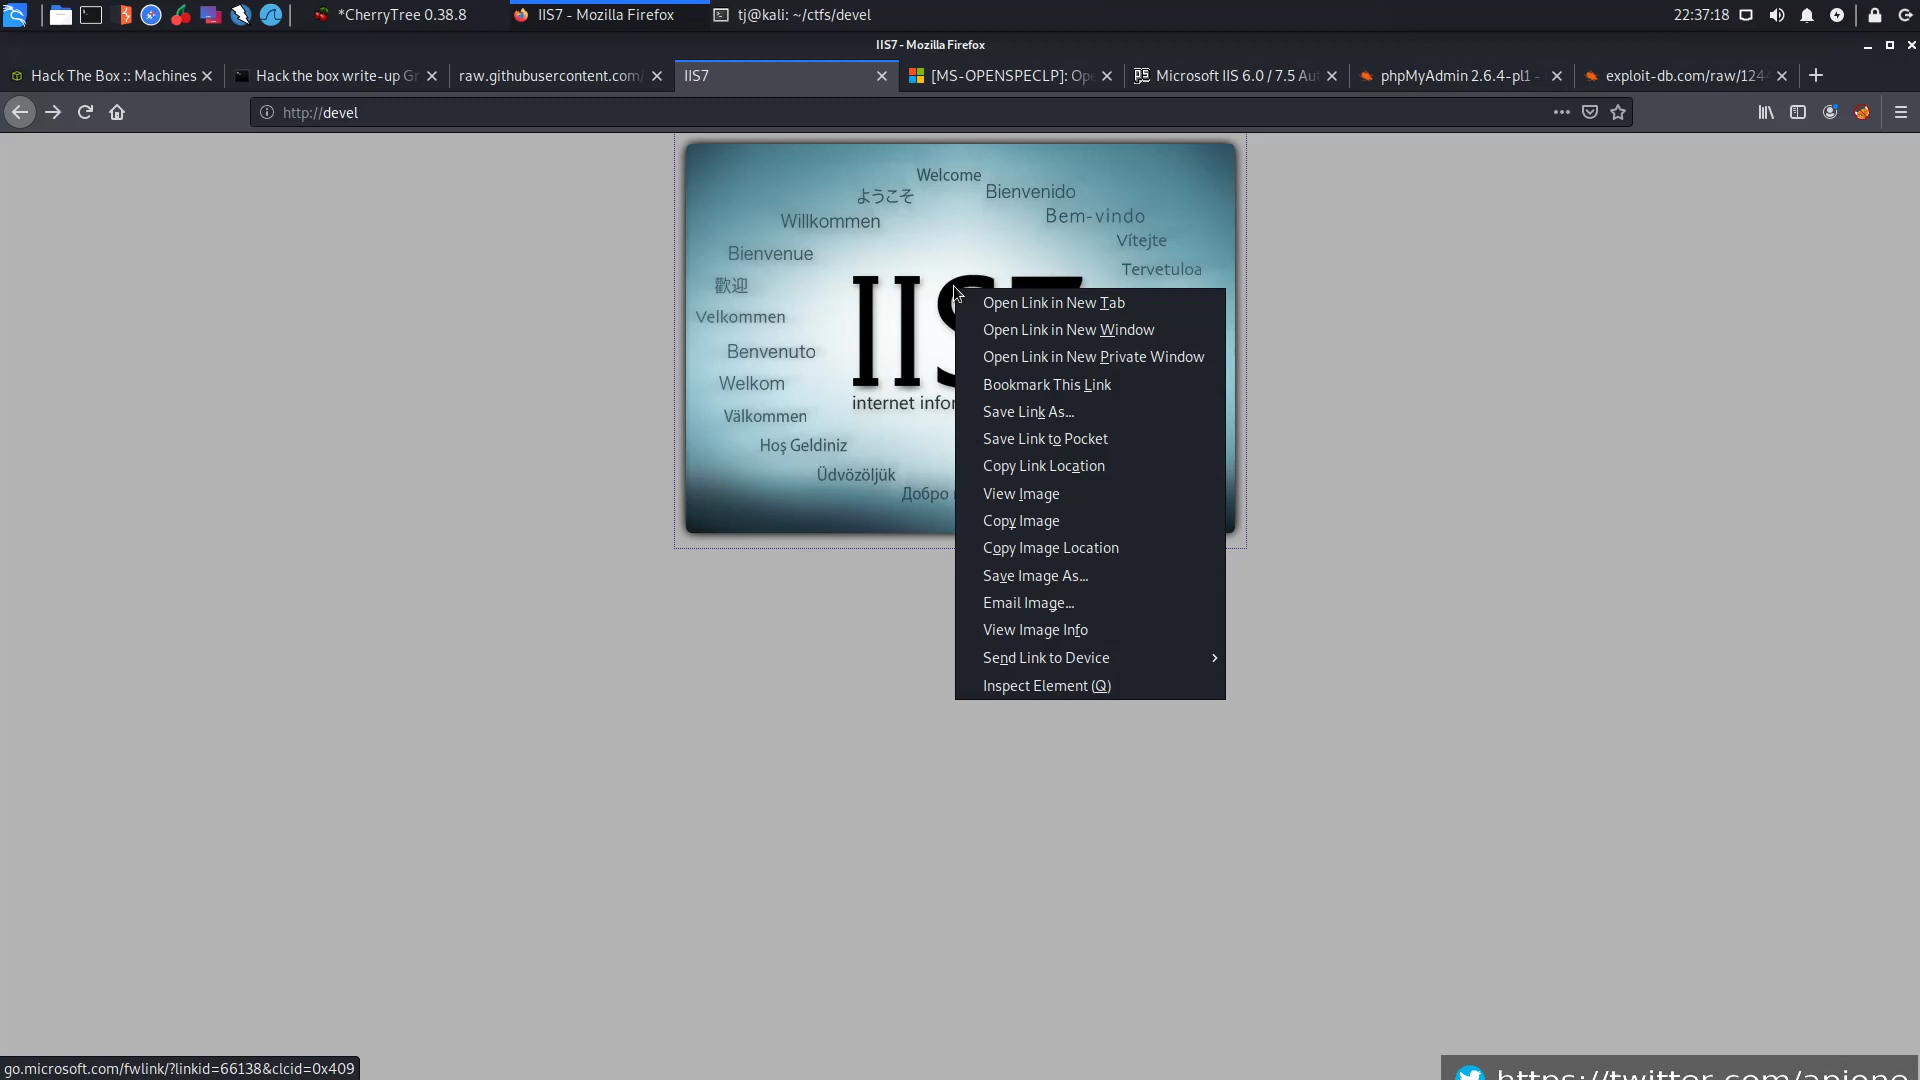 *CherryTree 0.38.8
IIS7 - Mozilla Firefox
tj@kali: ~/ctfs/devel
22:37:18
IIS7 - Mozilla Firefox
Hack The Box :: Machines
Hack the box write-up Gr
raw.githubusercontent.com/
IIS7
[MS-OPENSPECLP]: Ope
Microsoft IIS 6.0 / 7.5 Aut
phpMyAdmin 2.6.4-pl1 -
exploit-db.com/raw/1244
http://devel
Welcome
ようこそ
Bienvenido
Willkommen
Bem-vindo
Bienvenue
Vítejte
Tervetuloa
歡迎
IIS7
Velkommen
Benvenuto
Welkom
internet infor
Välkommen
Hoş Geldiniz
Üdvözöljük
Добро
Open Link in New Tab
Open Link in New Window
Open Link in New Private Window
Bookmark This Link
Save Link As...
Save Link to Pocket
Copy Link Location
View Image
Copy Image
Copy Image Location
Save Image As...
Email Image...
View Image Info
Send Link to Device
Inspect Element (Q)
go.microsoft.com/fwlink/?linkid=66138&clcid=0x409